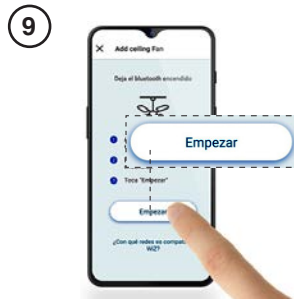 9
Add ceiling Fan
Deja el bluetooth encendido
Empezar
Toca "Empezar"
Empezar
¿Con qué redes es compatible
WiZ?